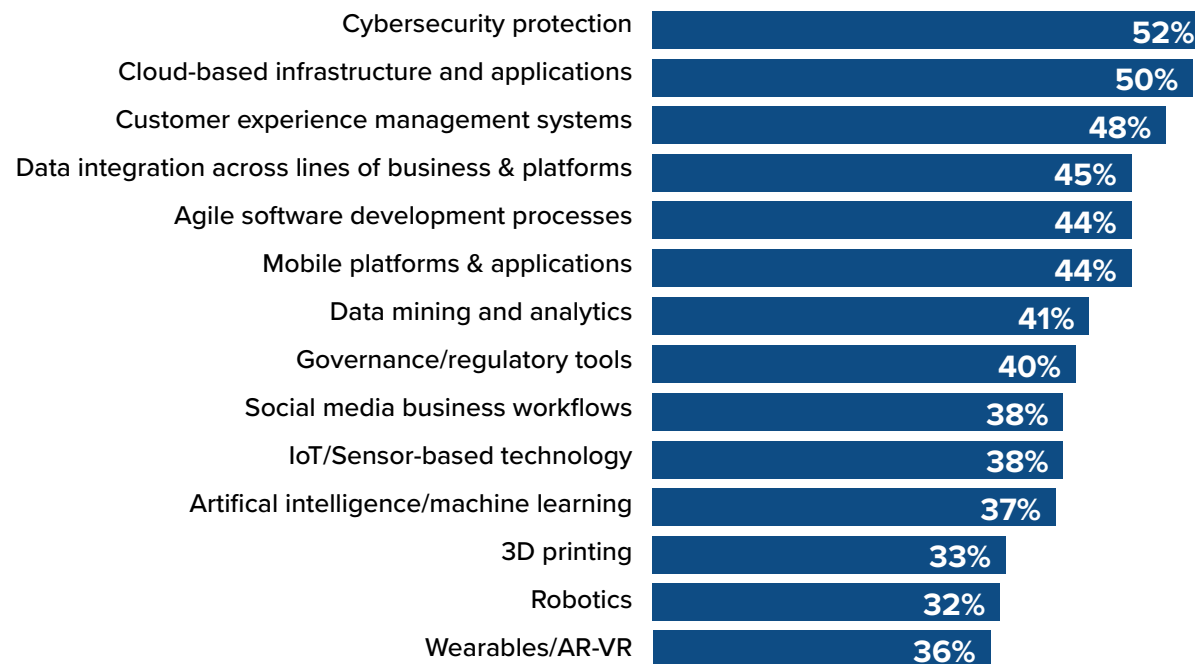 Cybersecurity protection 52%
Cloud-based infrastructure and applications 50%
Customer experience management systems 48%
Data integration across lines of business & platforms 45%
Agile software development processes 44%
Mobile platforms & applications 44%
Data mining and analytics 41%
Governance/regulatory tools 40%
Social media business workflows 38%
IoT/Sensor-based technology 38%
Artifical intelligence/machine learning 37%
3D printing 33%
Robotics 32%
Wearables/AR-VR 36%